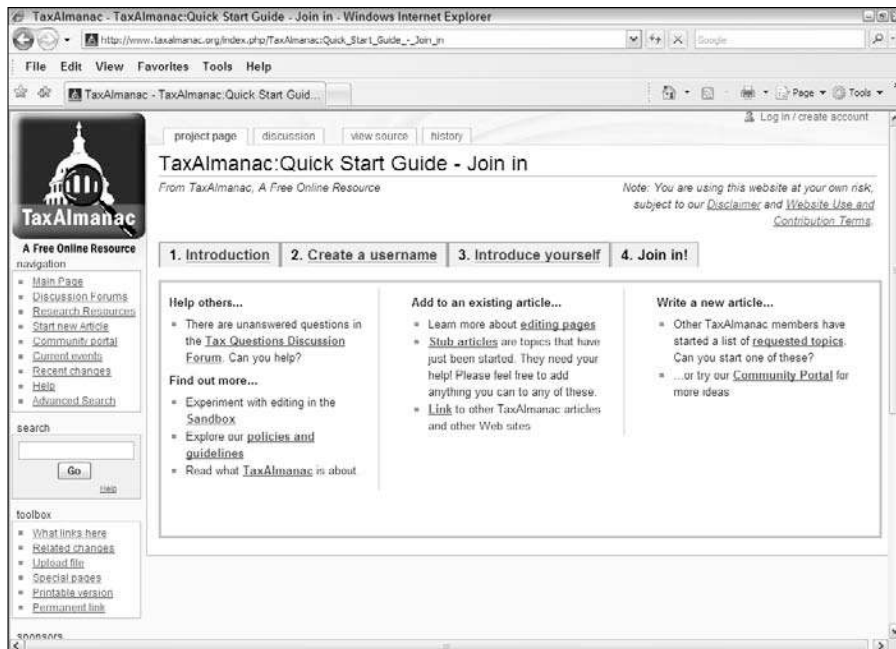 TaxAlmanac - TaxAlmanac:Quick Start Guide - Join in - Windows Internet Explorer
http://www.taxalmanac.org/index.php/TaxAlmanac:Quick_Start_Guide_-_Join_in
Google
File Edit View Favorites Tools Help
TaxAlmanac - TaxAlmanac:Quick Start Guid...
Page Tools
Log in / create account
project page discussion view source history
TaxAlmanac:Quick Start Guide - Join in
From TaxAlmanac, A Free Online Resource
Note: You are using this website at your own risk,
subject to our Disclaimer and Website Use and
Contribution Terms.
TaxAlmanac
A Free Online Resource
navigation
Main Page
Discussion Forums
Research Resources
Start new Article
Community portal
Current events
Recent changes
Help
Advanced Search
search
Go
Help
toolbox
What links here
Related changes
Upload file
Special pages
Printable version
Permanent link
sponsors
1. Introduction 2. Create a username 3. Introduce yourself 4. Join in!
Help others...
There are unanswered questions in
the Tax Questions Discussion
Forum. Can you help?
Find out more...
Experiment with editing in the
Sandbox
Explore our policies and
guidelines
Read what TaxAlmanac is about
Add to an existing article...
Learn more about editing pages
Stub articles are topics that have
just been started. They need your
help! Please feel free to add
anything you can to any of these.
Link to other TaxAlmanac articles
and other Web sites
Write a new article...
Other TaxAlmanac members have
started a list of requested topics.
Can you start one of these?
...or try our Community Portal for
more ideas